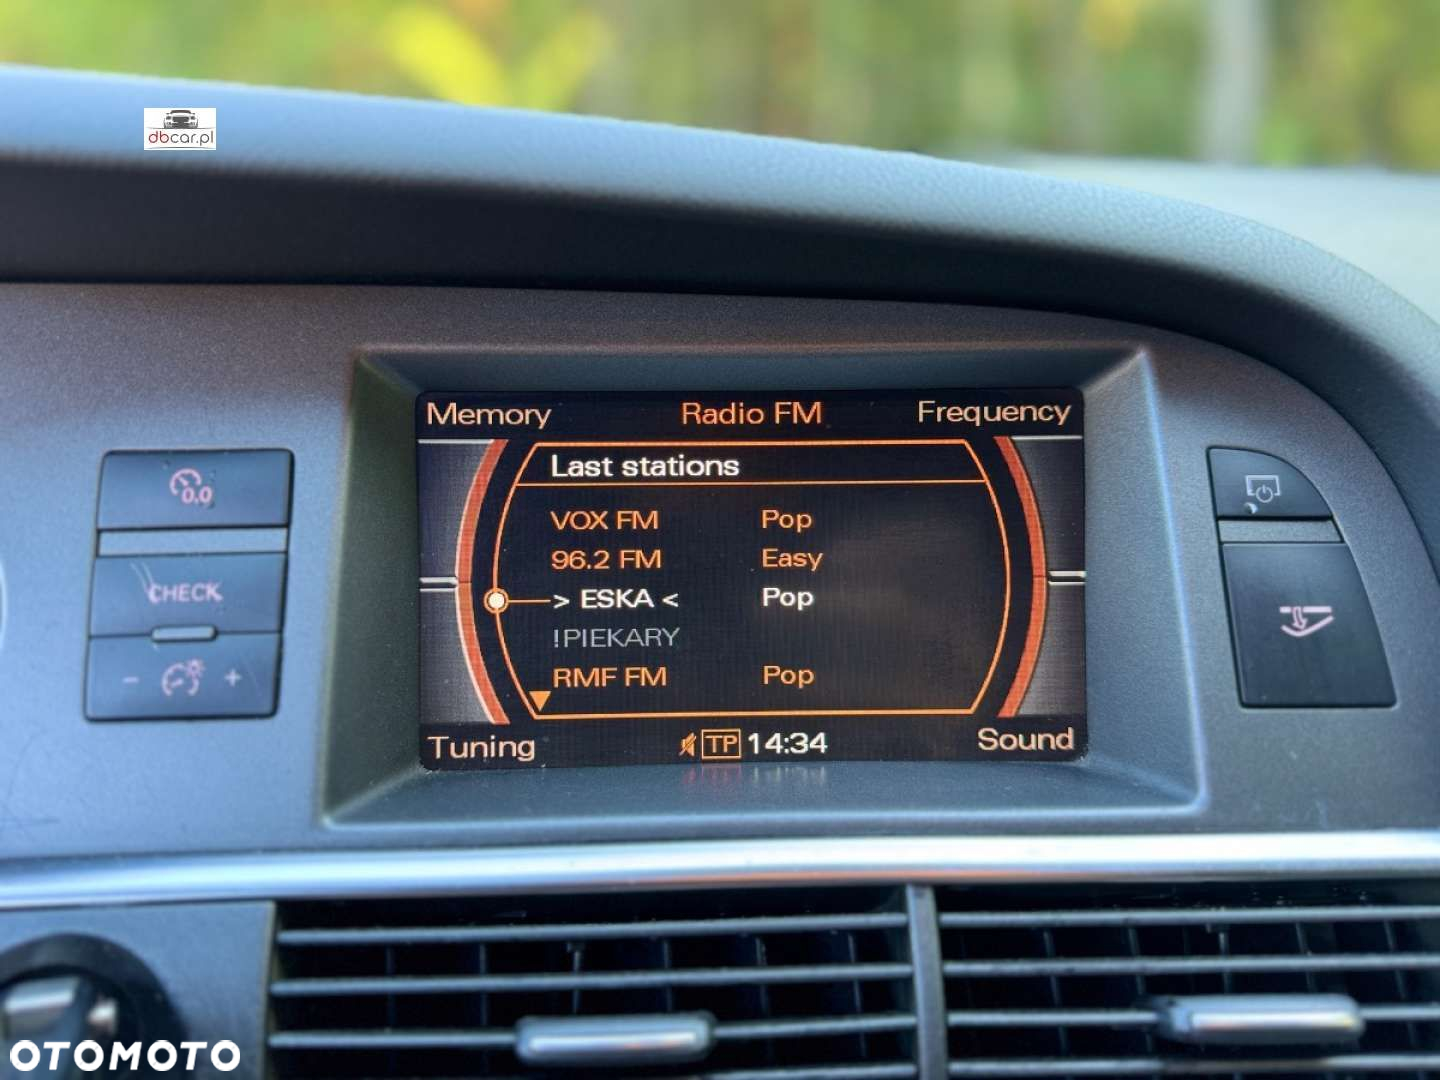 dbcar.pl
Memory Radio FM Frequency
Last stations
VOX FM Pop
96.2 FM Easy
> ESKA < Pop
!PIEKARY
RMF FM Pop
Tuning TP 14:34 Sound
0.0
CHECK
- +
OTOMOTO